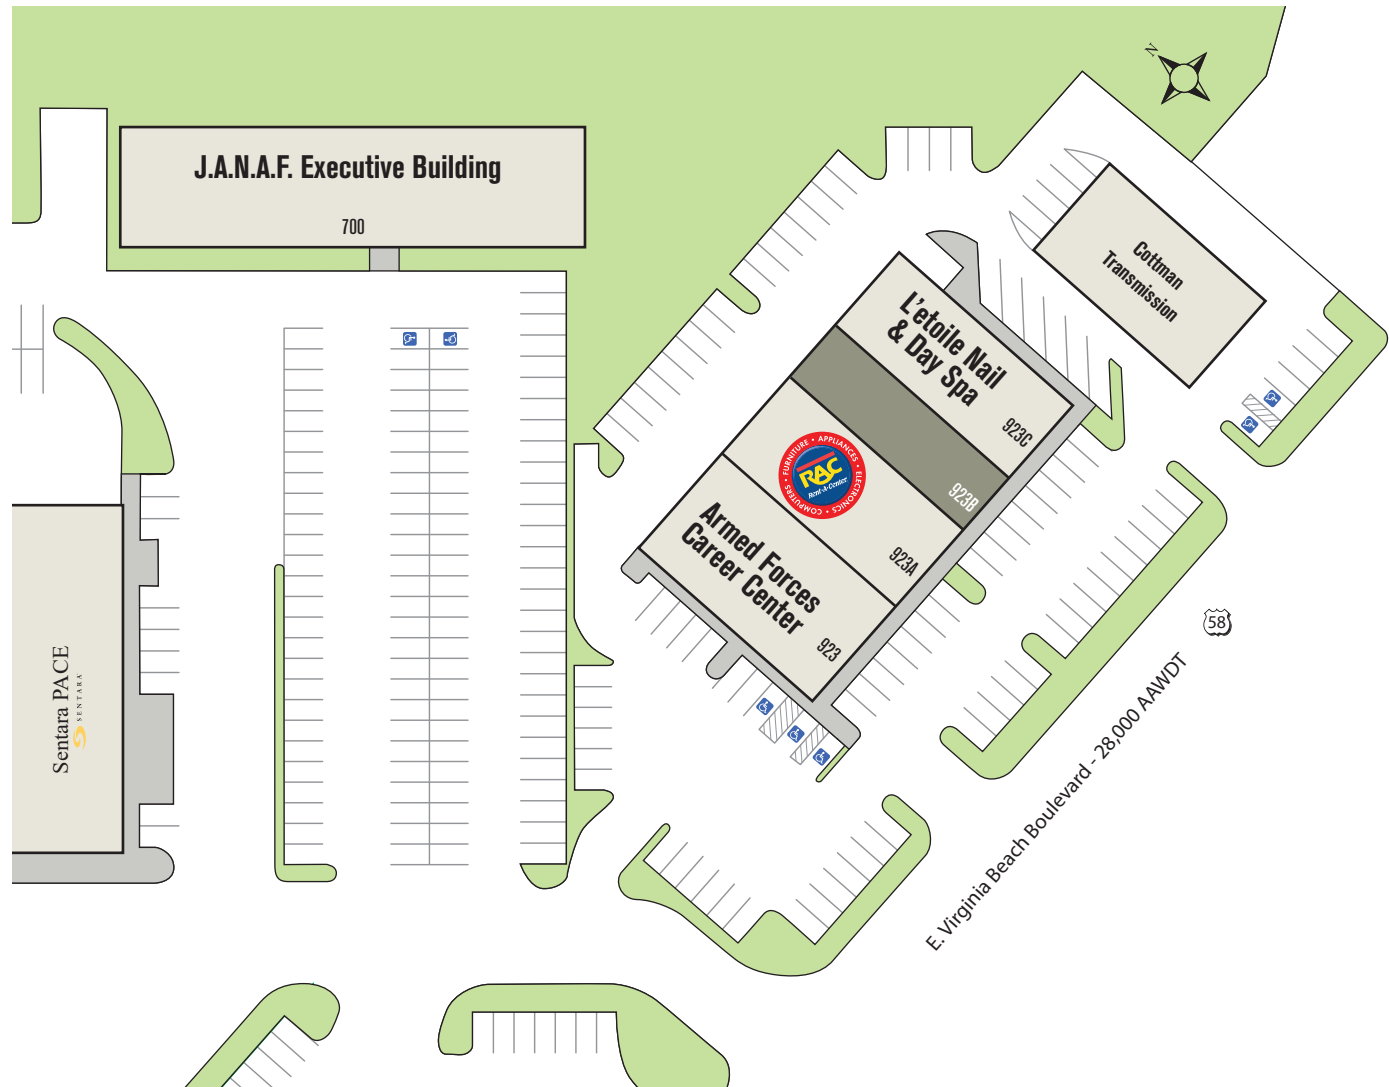 N
J.A.N.A.F. Executive Building
700
Cottman
Transmission
L'etoile Nail
& Day Spa
923C
923B
FURNITURE • APPLIANCES • ELECTRONICS • COMPUTERS •
RAC
Rent-A-Center
923A
Armed Forces
Career Center
923
Sentara PACE
SENTARA
58
E. Virginia Beach Boulevard - 28,000 AAWDT